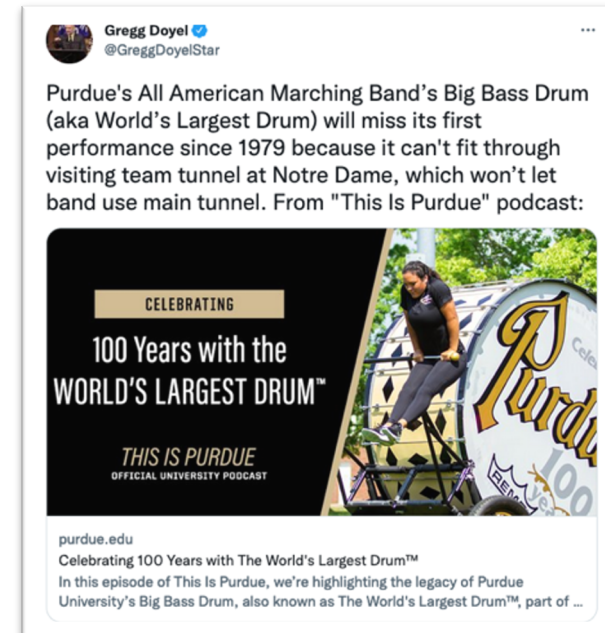 Gregg Doyel
@GreggDoyelStar
Purdue's All American Marching Band's Big Bass Drum
(aka World's Largest Drum) will miss its first
performance since 1979 because it can't fit through
visiting team tunnel at Notre Dame, which won't let
band use main tunnel. From "This Is Purdue" podcast:
CELEBRATING
100 Years with the
WORLD'S LARGEST DRUM™
THIS IS PURDUE
OFFICIAL UNIVERSITY PODCAST
Purdu
Cele
100
REMO
purdue.edu
Celebrating 100 Years with The World's Largest Drum™
In this episode of This Is Purdue, we're highlighting the legacy of Purdue
University's Big Bass Drum, also known as The World's Largest Drum™, part of ...